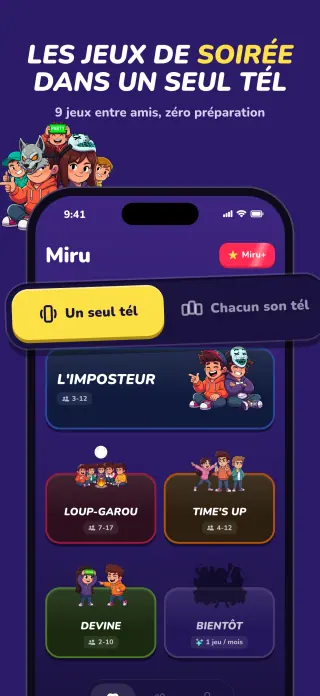 LES JEUX DE SOIRÉE
DANS UN SEUL TÉL
9 jeux entre amis, zéro préparation
PARTY
9:41
Miru
Miru+
Un seul tél
Chacun son tél
L'IMPOSTEUR
3-12
LOUP-GAROU
7-17
TIME'S UP
4-12
DEVINE
2-10
BIENTÔT
1 jeu / mois